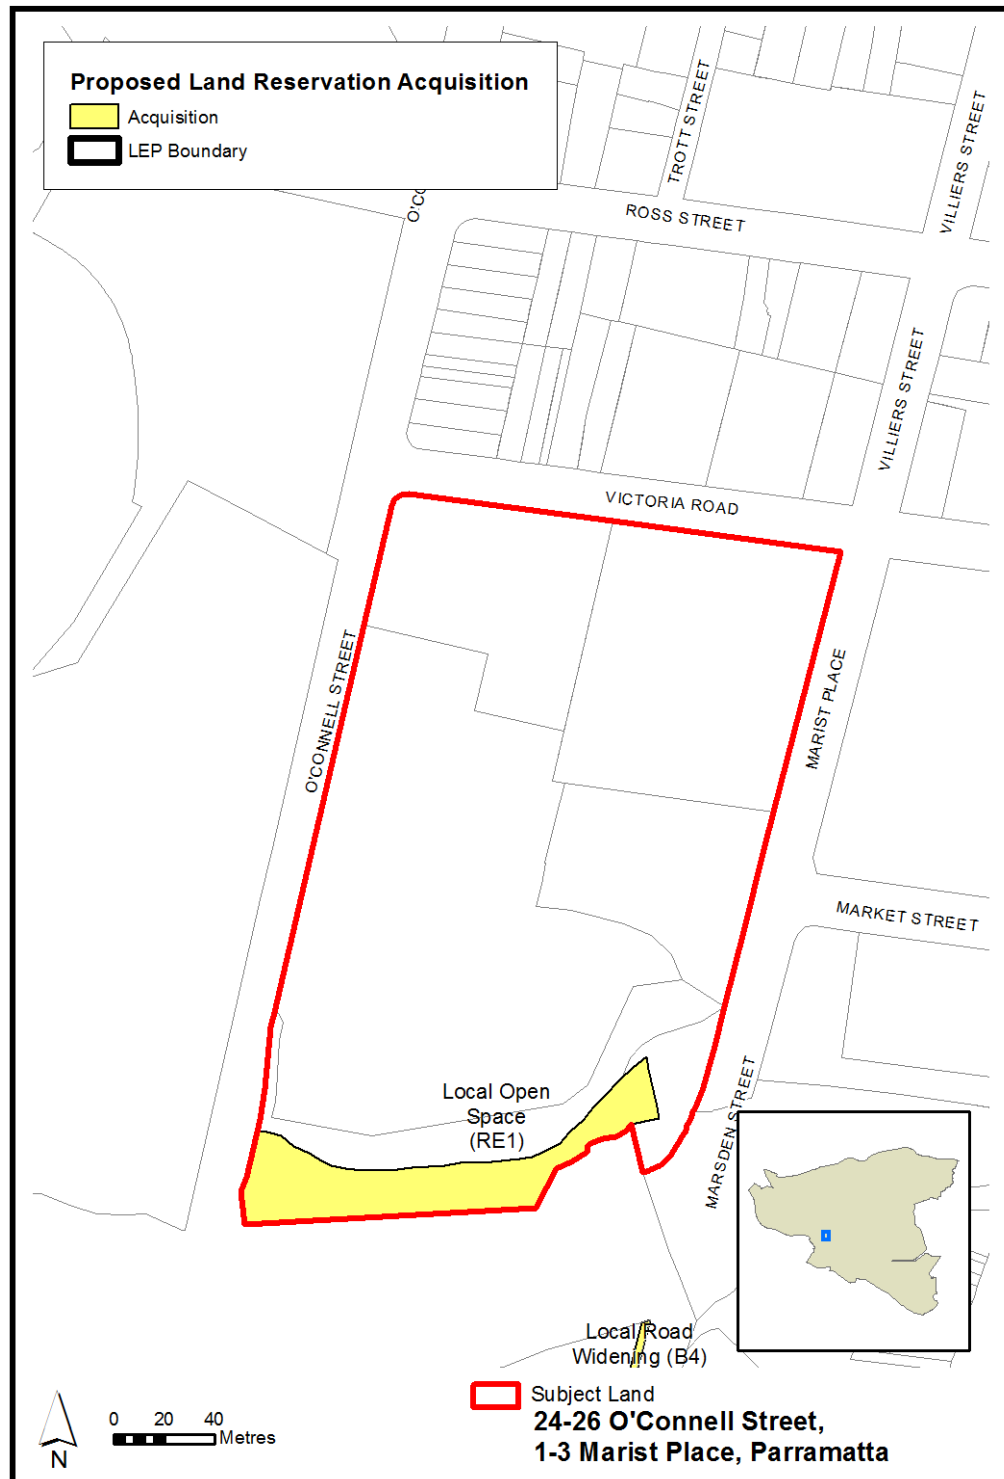 Proposed Land Reservation Acquisition
Acquisition
LEP Boundary
TROTT STREET
VILLIERS STREET
O'CO
ROSS STREET
VILLIERS STREET
VICTORIA ROAD
O'CONNELL STREET
MARIST PLACE
MARKET STREET
Local Open
Space
(RE1)
MARSDEN STREET
Local Road
Widening (B4)
Subject Land
24-26 O'Connell Street,
1-3 Marist Place, Parramatta
0 20 40
Metres
N